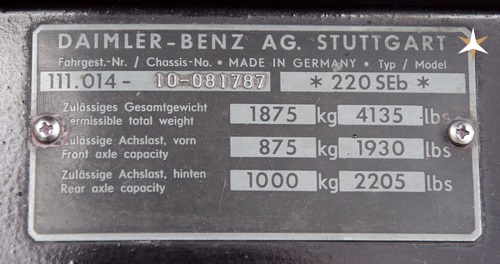 DAIMLER-BENZ AG. STUTTGART
Fahrgest.-Nr. / Chassis-No. • MADE IN GERMANY • Typ / Model
111.014- 10-081787 * 220 SEb *
Zulässiges Gesamtgewicht 1875 kg 4135 lbs
Permissible total weight
Zulässige Achslast, vorn 875 kg 1930 lbs
Front axle capacity
Zulässige Achslast, hinten 1000 kg 2205 lbs
Rear axle capacity